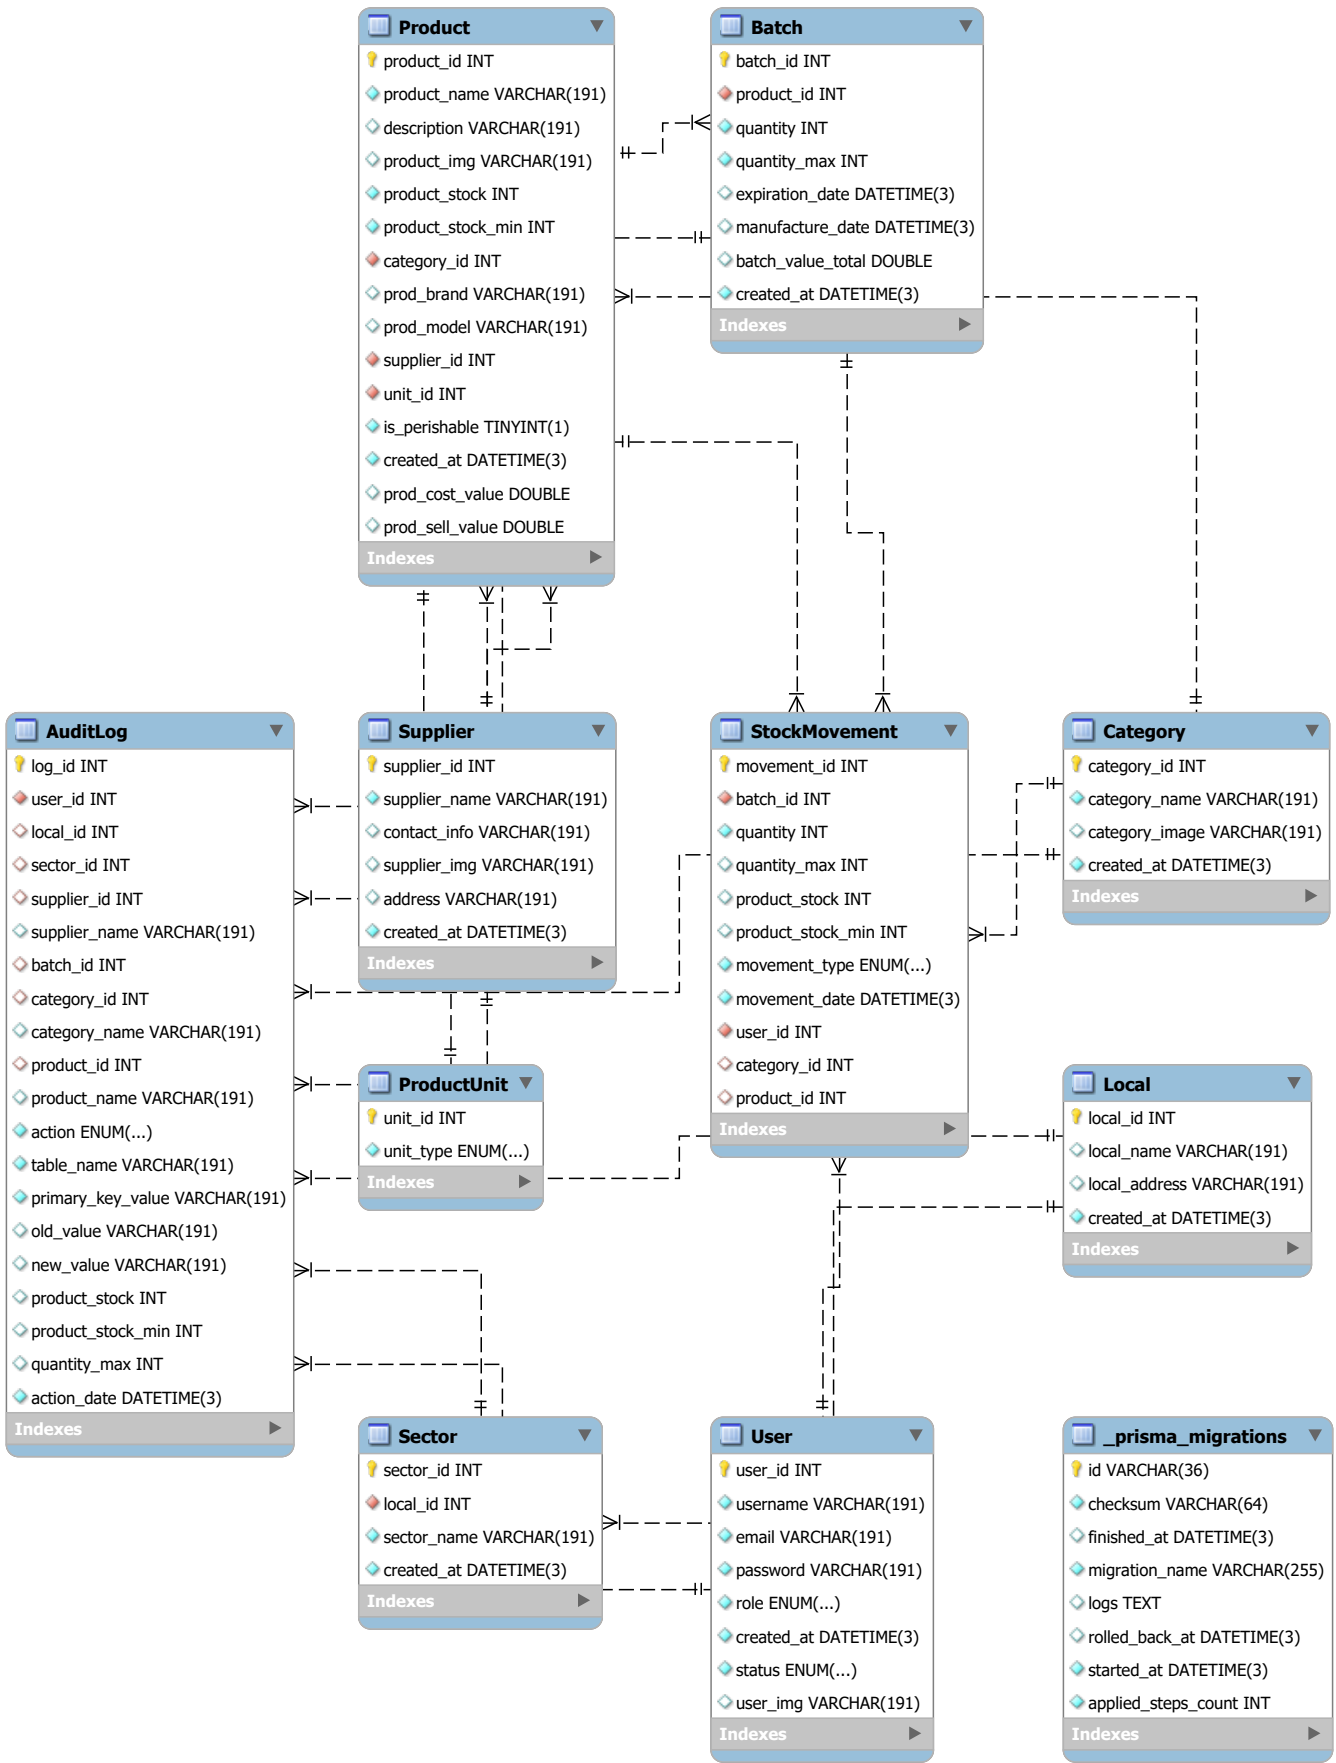 Product
product_id INT
product_name VARCHAR(191)
description VARCHAR(191)
product_img VARCHAR(191)
product_stock INT
product_stock_min INT
category_id INT
prod_brand VARCHAR(191)
prod_model VARCHAR(191)
supplier_id INT
unit_id INT
is_perishable TINYINT(1)
created_at DATETIME(3)
prod_cost_value DOUBLE
prod_sell_value DOUBLE
Indexes
Batch
batch_id INT
product_id INT
quantity INT
quantity_max INT
expiration_date DATETIME(3)
manufacture_date DATETIME(3)
batch_value_total DOUBLE
created_at DATETIME(3)
Indexes
AuditLog
log_id INT
user_id INT
local_id INT
sector_id INT
supplier_id INT
supplier_name VARCHAR(191)
batch_id INT
category_id INT
category_name VARCHAR(191)
product_id INT
product_name VARCHAR(191)
action ENUM(...)
table_name VARCHAR(191)
primary_key_value VARCHAR(191)
old_value VARCHAR(191)
new_value VARCHAR(191)
product_stock INT
product_stock_min INT
quantity_max INT
action_date DATETIME(3)
Indexes
Supplier
supplier_id INT
supplier_name VARCHAR(191)
contact_info VARCHAR(191)
supplier_img VARCHAR(191)
address VARCHAR(191)
created_at DATETIME(3)
Indexes
StockMovement
movement_id INT
batch_id INT
quantity INT
quantity_max INT
product_stock INT
product_stock_min INT
movement_type ENUM(...)
movement_date DATETIME(3)
user_id INT
category_id INT
product_id INT
Indexes
Category
category_id INT
category_name VARCHAR(191)
category_image VARCHAR(191)
created_at DATETIME(3)
Indexes
ProductUnit
unit_id INT
unit_type ENUM(...)
Indexes
Local
local_id INT
local_name VARCHAR(191)
local_address VARCHAR(191)
created_at DATETIME(3)
Indexes
Sector
sector_id INT
local_id INT
sector_name VARCHAR(191)
created_at DATETIME(3)
Indexes
User
user_id INT
username VARCHAR(191)
email VARCHAR(191)
password VARCHAR(191)
role ENUM(...)
created_at DATETIME(3)
status ENUM(...)
user_img VARCHAR(191)
Indexes
_prisma_migrations
id VARCHAR(36)
checksum VARCHAR(64)
finished_at DATETIME(3)
migration_name VARCHAR(255)
logs TEXT
rolled_back_at DATETIME(3)
started_at DATETIME(3)
applied_steps_count INT
Indexes